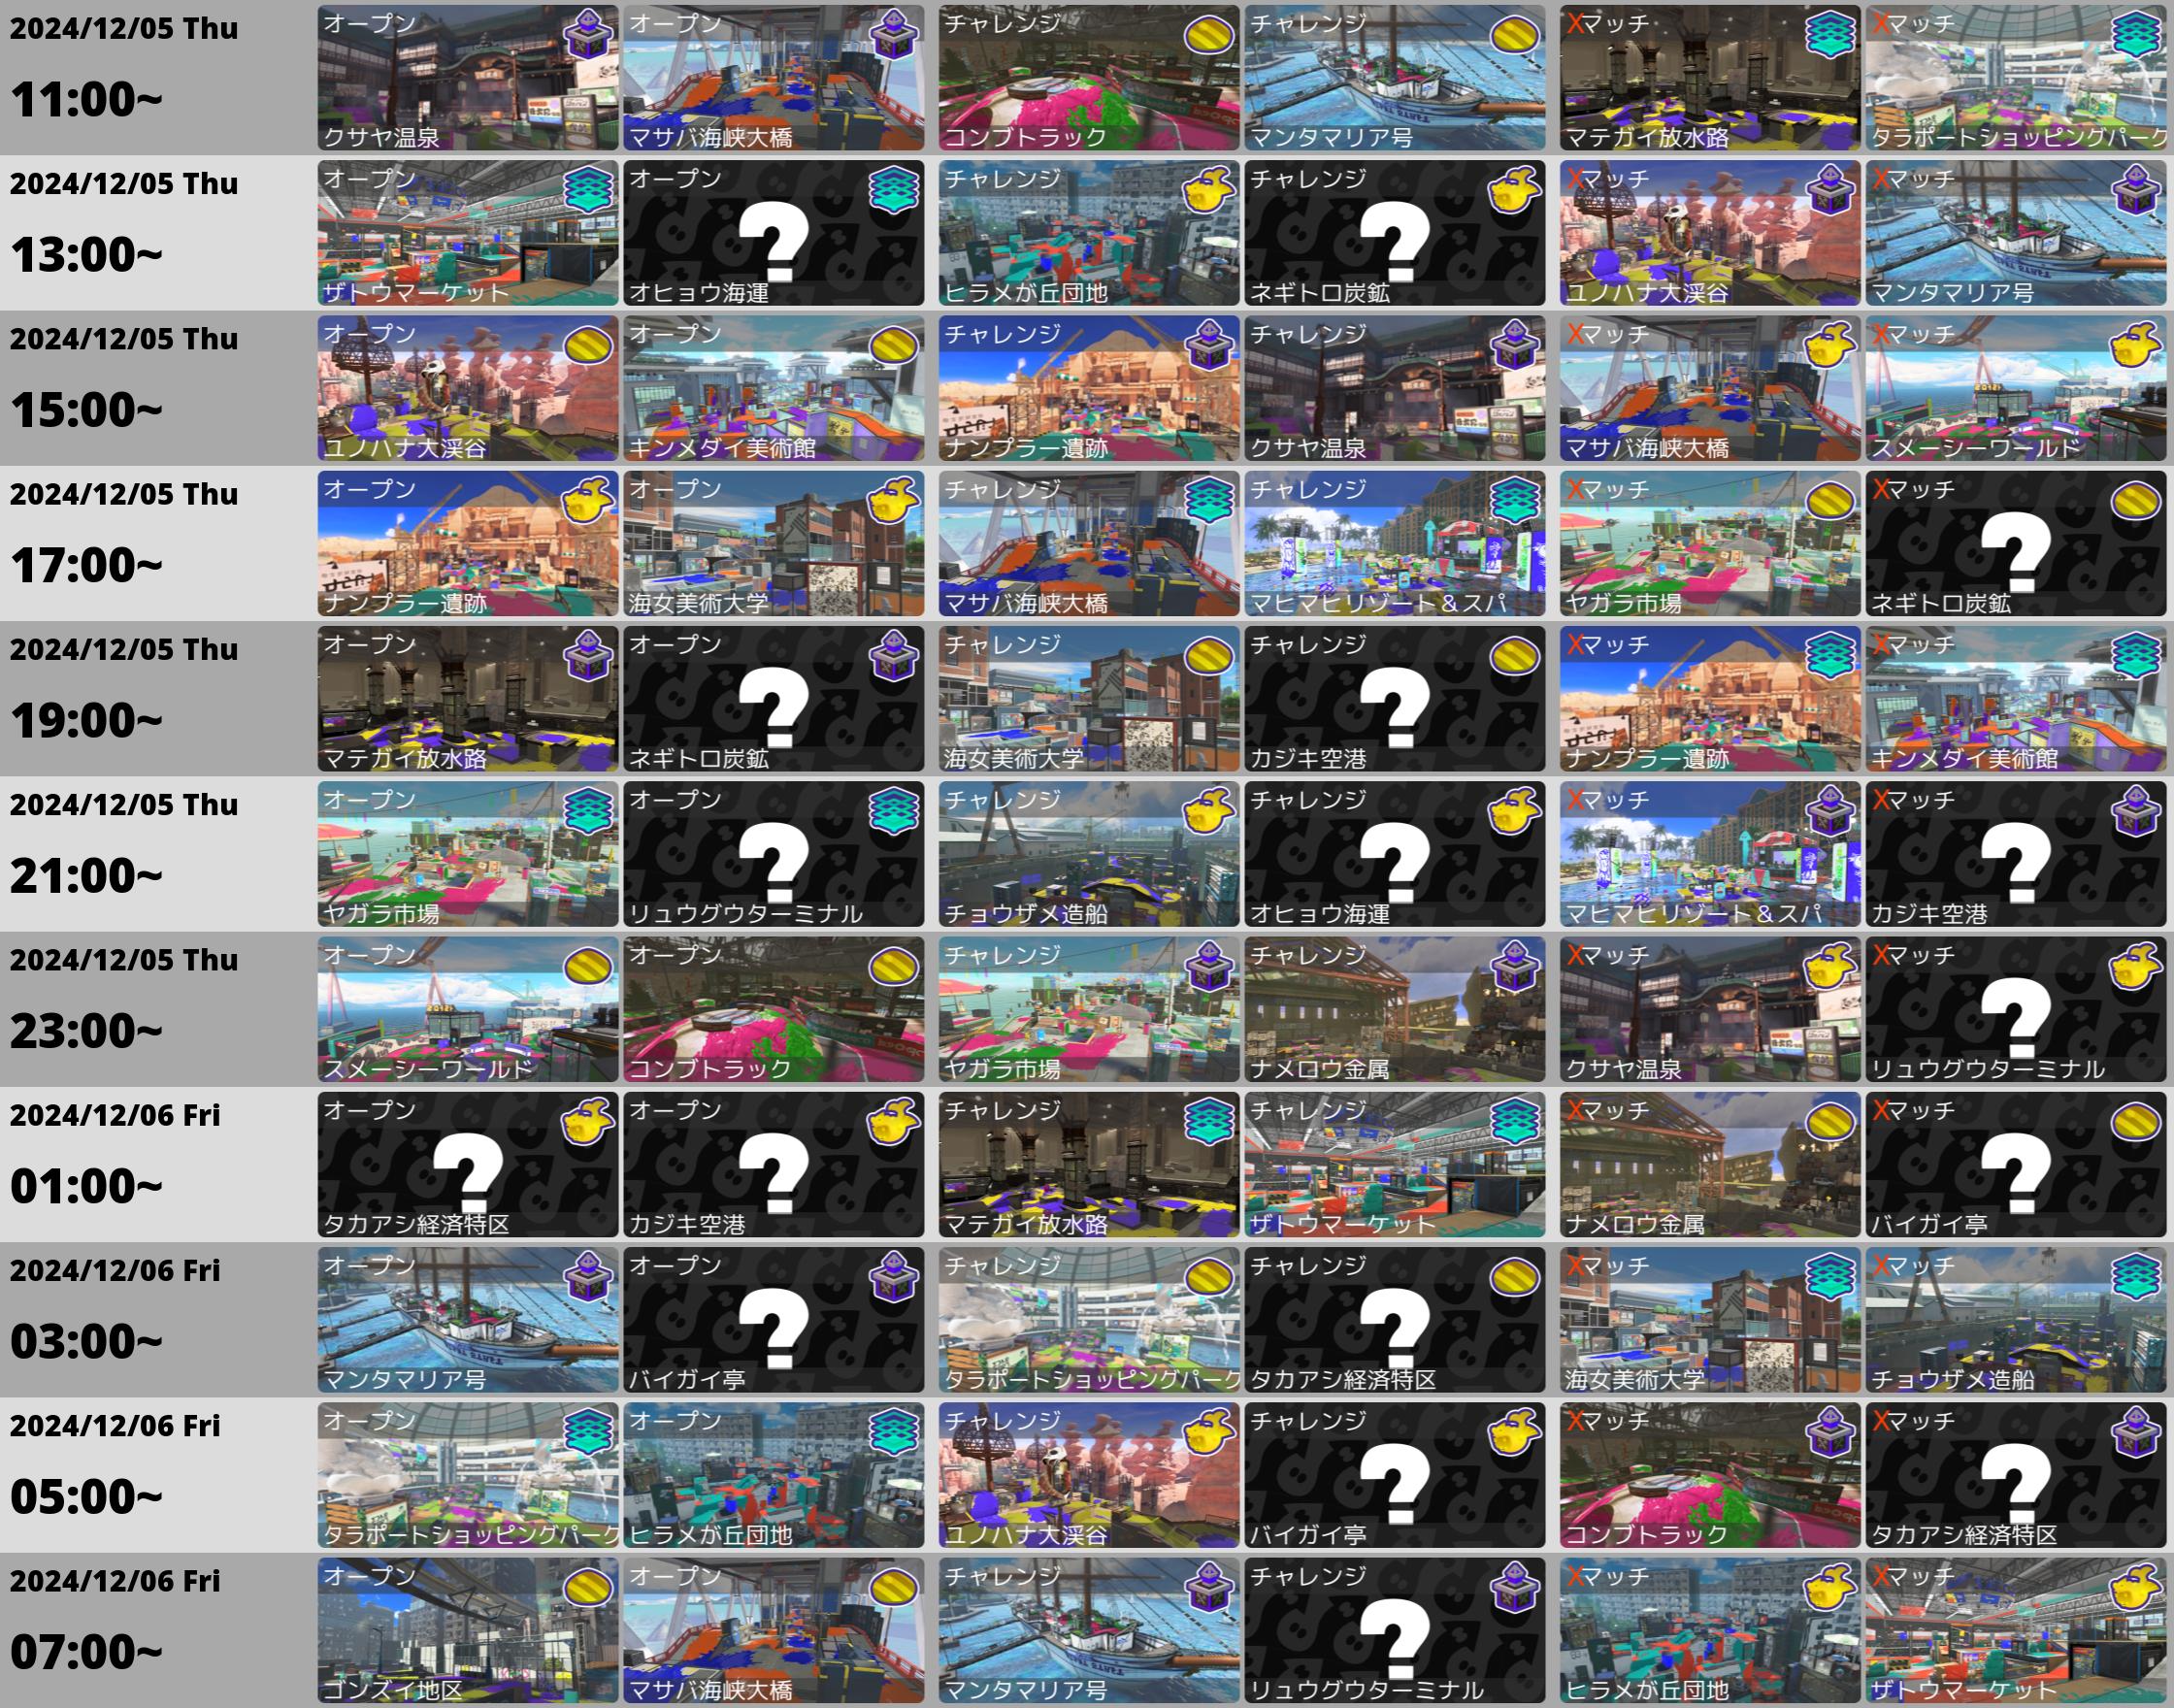 2024/12/05 Thu
11:00~
オープン
クサヤ温泉
オープン
マサバ海峡大橋
チャレンジ
コンブトラック
チャレンジ
マンタマリア号
Xマッチ
マテガイ放水路
Xマッチ
タラポートショッピングパーク
2024/12/05 Thu
13:00~
オープン
ザトウマーケット
オープン
?
オヒョウ海運
チャレンジ
ヒラメが丘団地
チャレンジ
?
ネギトロ炭鉱
Xマッチ
ユノハナ大渓谷
Xマッチ
マンタマリア号
2024/12/05 Thu
15:00~
オープン
ユノハナ大渓谷
オープン
キンメダイ美術館
チャレンジ
ナンプラー遺跡
チャレンジ
クサヤ温泉
Xマッチ
マサバ海峡大橋
Xマッチ
スメーシーワールド
2024/12/05 Thu
17:00~
オープン
ナンプラー遺跡
オープン
海女美術大学
チャレンジ
マサバ海峡大橋
チャレンジ
マヒマヒリゾート&スパ
Xマッチ
ヤガラ市場
Xマッチ
?
ネギトロ炭鉱
2024/12/05 Thu
19:00~
オープン
マテガイ放水路
オープン
?
ネギトロ炭鉱
チャレンジ
海女美術大学
チャレンジ
?
カジキ空港
Xマッチ
ナンプラー遺跡
Xマッチ
キンメダイ美術館
2024/12/05 Thu
21:00~
オープン
ヤガラ市場
オープン
?
リュウグウターミナル
チャレンジ
チョウザメ造船
チャレンジ
?
オヒョウ海運
Xマッチ
マヒマヒリゾート&スパ
Xマッチ
?
カジキ空港
2024/12/05 Thu
23:00~
オープン
スメーシーワールド
オープン
コンブトラック
チャレンジ
ヤガラ市場
チャレンジ
ナメロウ金属
Xマッチ
クサヤ温泉
Xマッチ
?
リュウグウターミナル
2024/12/06 Fri
01:00~
オープン
?
タカアシ経済特区
オープン
?
カジキ空港
チャレンジ
マテガイ放水路
チャレンジ
ザトウマーケット
Xマッチ
ナメロウ金属
Xマッチ
?
バイガイ亭
2024/12/06 Fri
03:00~
オープン
マンタマリア号
オープン
?
バイガイ亭
チャレンジ
タラポートショッピングパーク
チャレンジ
?
タカアシ経済特区
Xマッチ
海女美術大学
Xマッチ
チョウザメ造船
2024/12/06 Fri
05:00~
オープン
タラポートショッピングパーク
オープン
ヒラメが丘団地
チャレンジ
ユノハナ大渓谷
チャレンジ
?
バイガイ亭
Xマッチ
コンブトラック
Xマッチ
?
タカアシ経済特区
2024/12/06 Fri
07:00~
オープン
ゴンズイ地区
オープン
マサバ海峡大橋
チャレンジ
マンタマリア号
チャレンジ
?
リュウグウターミナル
Xマッチ
ヒラメが丘団地
Xマッチ
ザトウマーケット